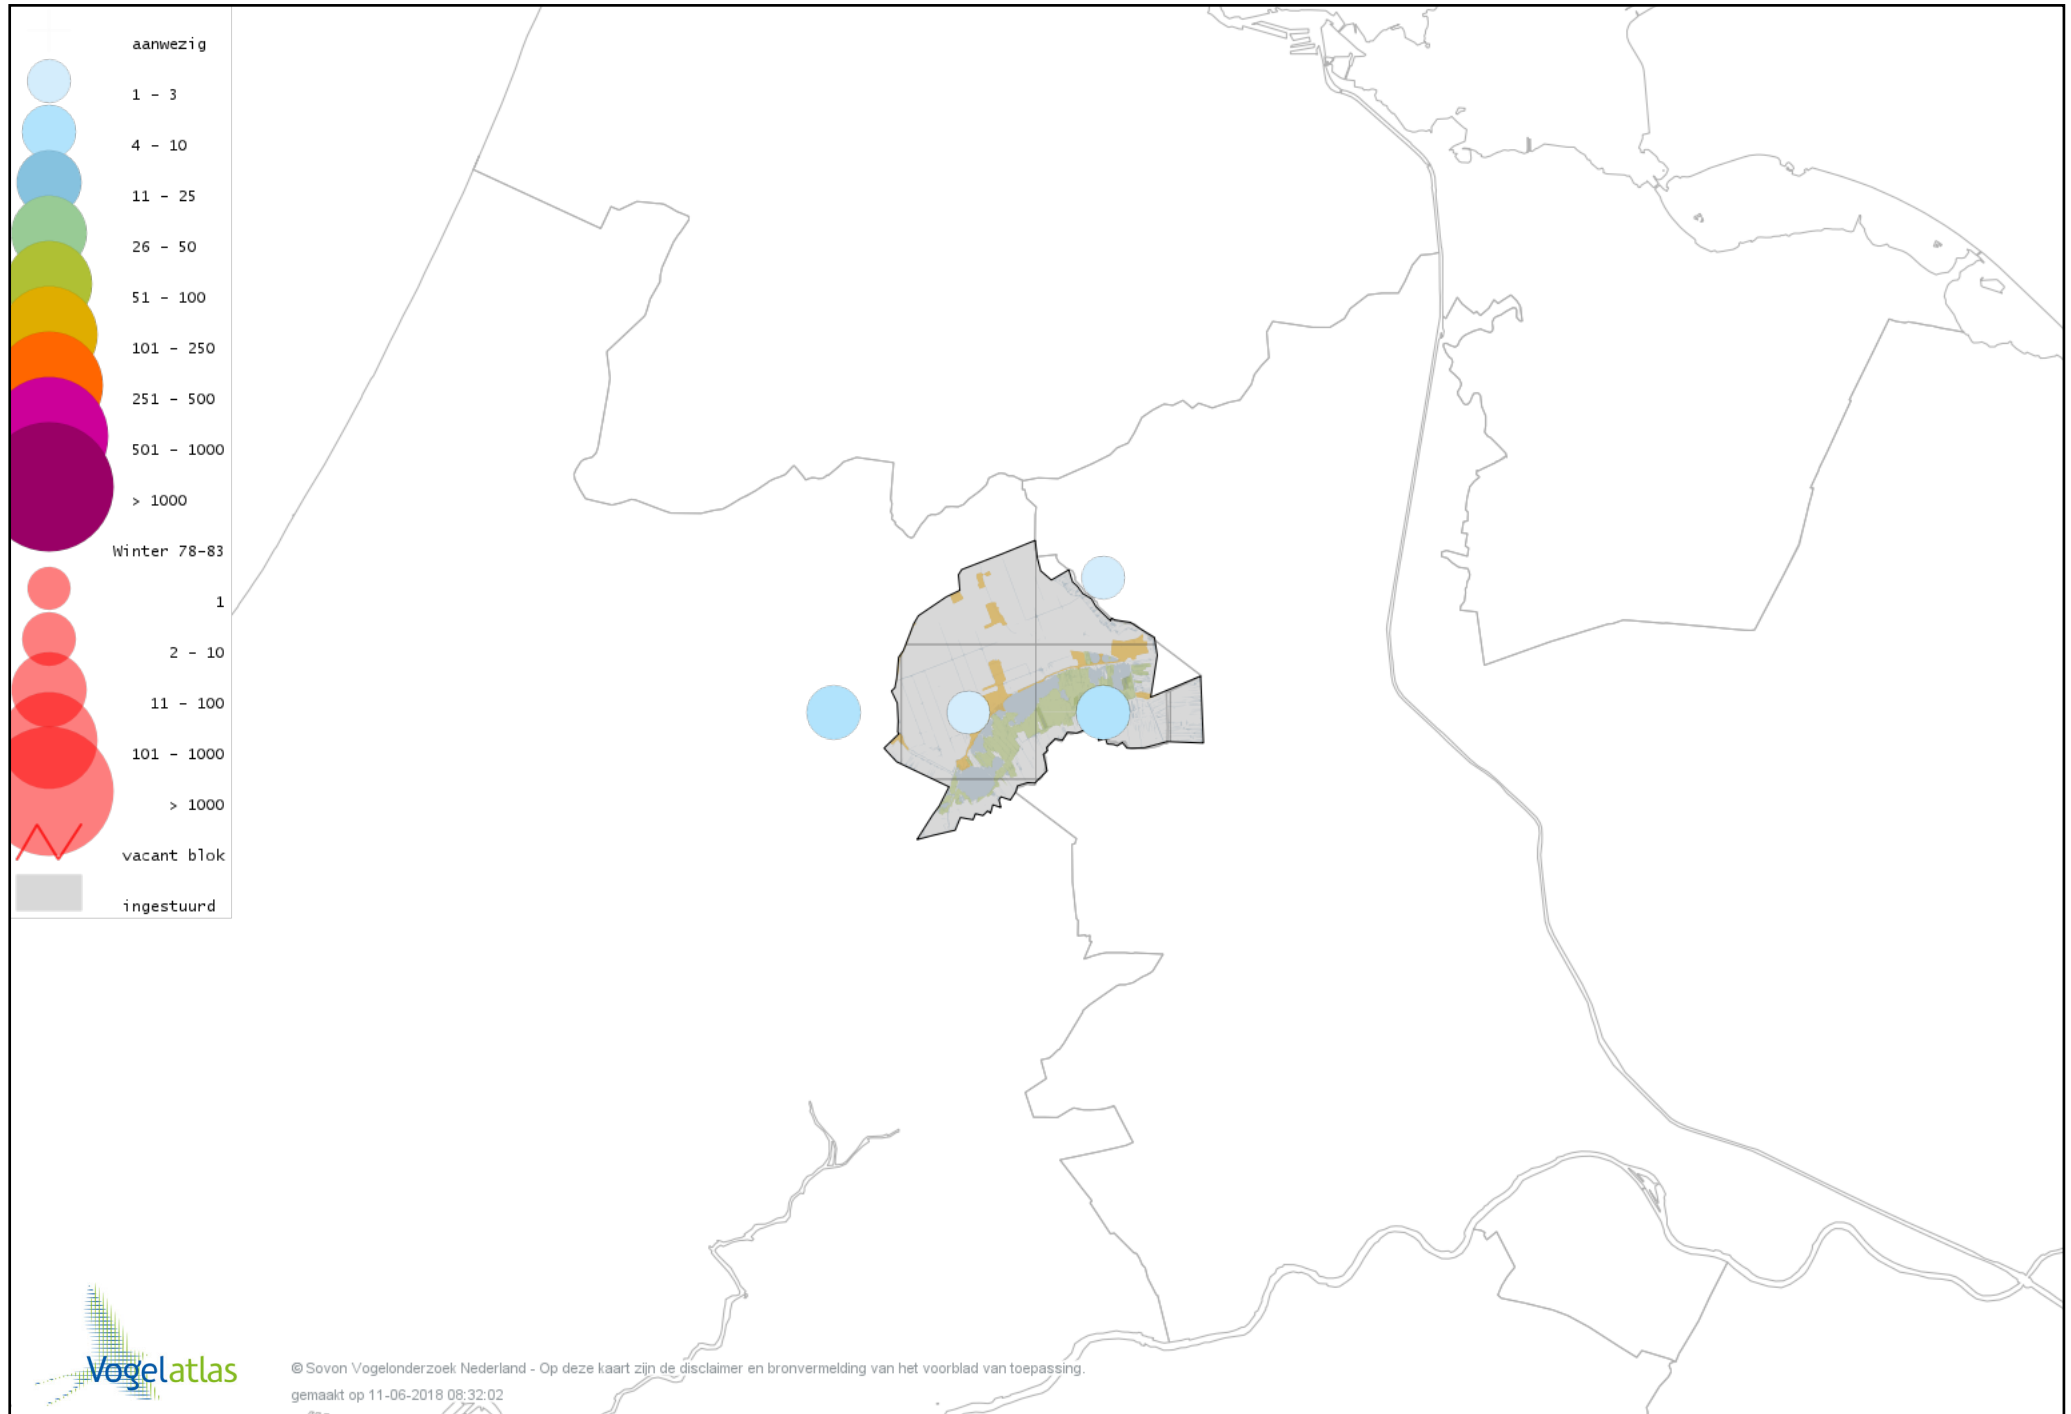 aanwezig
1 – 3
4 – 10
11 – 25
26 – 50
51 – 100
101 – 250
251 – 500
501 – 1000
> 1000
Winter 78-83
1
2 – 10
11 – 100
101 – 1000
> 1000
vacant blok
ingestuurd
Vogelatlas
© Sovon Vogelonderzoek Nederland - Op deze kaart zijn de disclaimer en bronvermelding van het voorblad van toepassing.
gemaakt op 11-06-2018 08:32:02